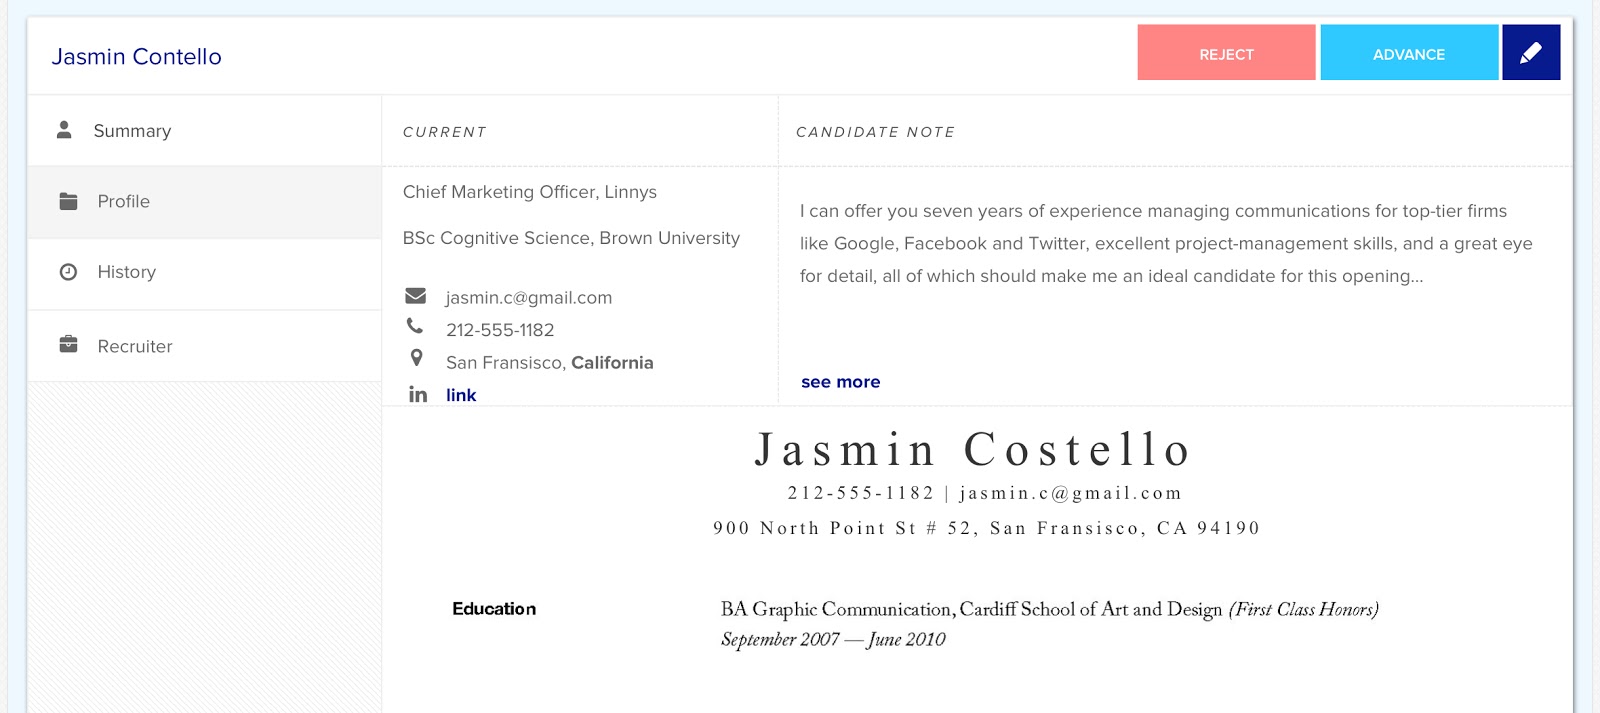 Jasmin Contello
REJECT
ADVANCE
Summary
Profile
History
Recruiter
CURRENT
Chief Marketing Officer, Linnys
BSc Cognitive Science, Brown University
jasmin.c@gmail.com
212-555-1182
San Fransisco, California
in link
CANDIDATE NOTE
I can offer you seven years of experience managing communications for top-tier firms
like Google, Facebook and Twitter, excellent project-management skills, and a great eye
for detail, all of which should make me an ideal candidate for this opening...
see more
Jasmin Costello
212-555-1182 | jasmin.c@gmail.com
900 North Point St # 52, San Fransisco, CA 94190
Education
BA Graphic Communication, Cardiff School of Art and Design (First Class Honors)
September 2007 — June 2010